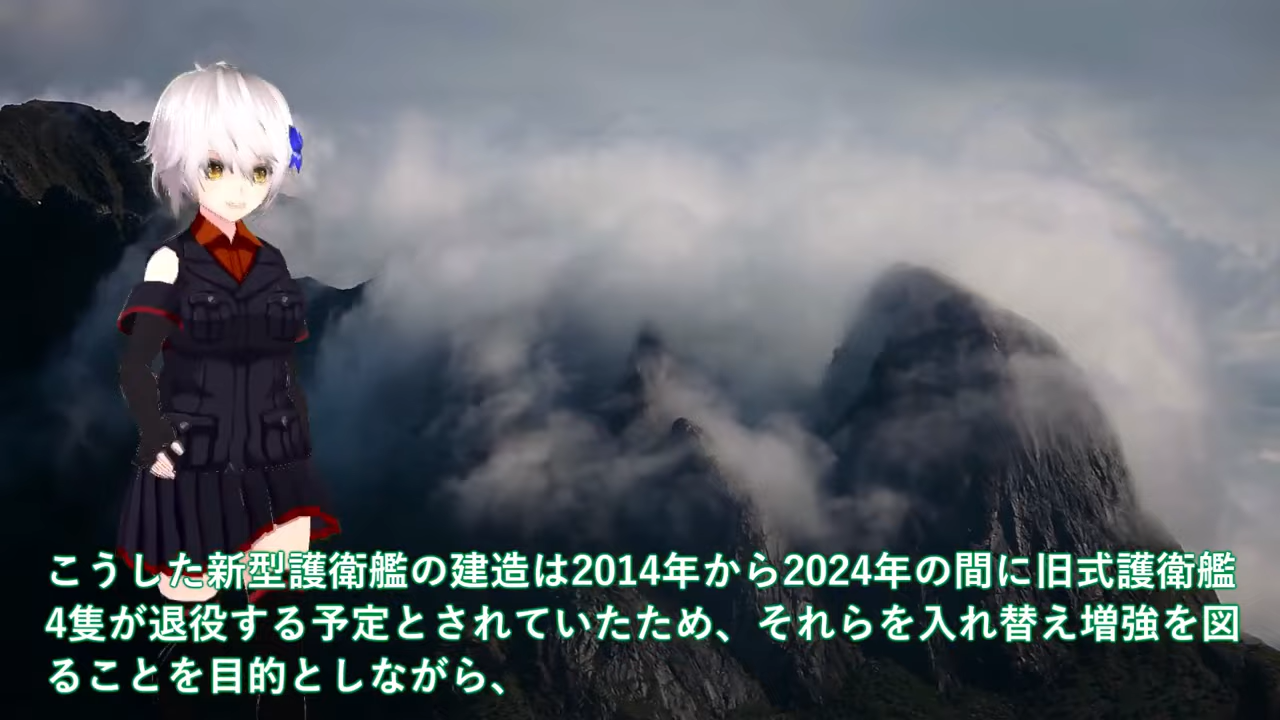 こうした新型護衛艦の建造は2014年から2024年の間に旧式護衛艦
4隻が退役する予定とされていたため、それらを入れ替え増強を図
ることを目的としながら、